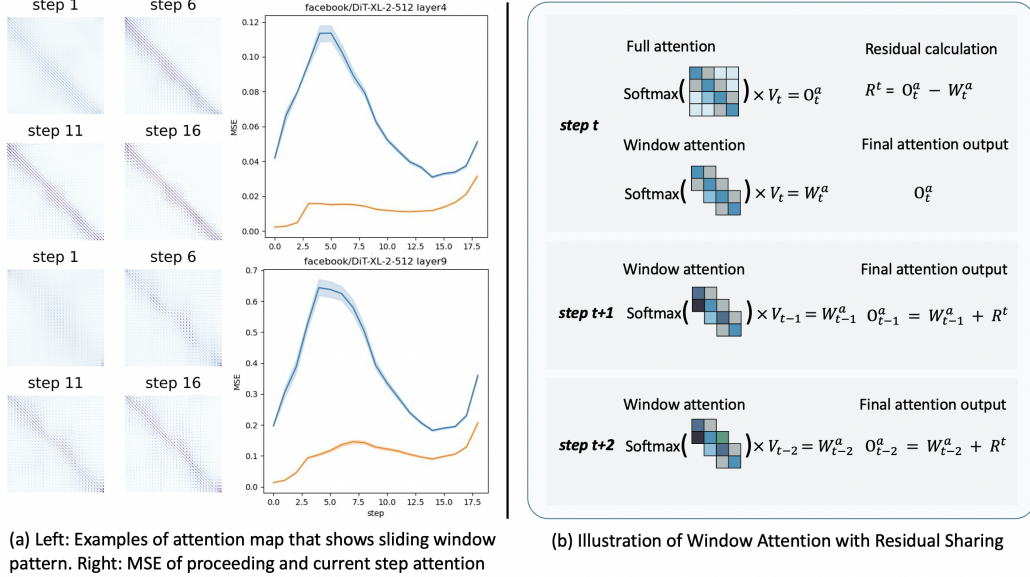 step 1 step 6
step 11 step 16
step 1 step 6
step 11 step 16
facebook/DiT-XL-2-512 layer4
MSE
0.12
0.10
0.08
0.06
0.04
0.02
0.00
0.0 2.5 5.0 7.5 10.0 12.5 15.0 17.5
facebook/DiT-XL-2-512 layer9
MSE
0.7
0.6
0.5
0.4
0.3
0.2
0.1
0.0
0.0 2.5 5.0 7.5 10.0 12.5 15.0 17.5
step
(a) Left: Examples of attention map that shows sliding window
pattern. Right: MSE of proceeding and current step attention
step t
Full attention Residual calculation
Softmax( ) × V_t = O_t^a R^t = O_t^a − W_t^a
Window attention Final attention output
Softmax( ) × V_t = W_t^a O_t^a
step t+1
Window attention Final attention output
Softmax( ) × V_{t−1} = W_{t−1}^a O_{t−1}^a = W_{t−1}^a + R^t
step t+2
Window attention Final attention output
Softmax( ) × V_{t−2} = W_{t−2}^a O_{t−2}^a = W_{t−2}^a + R^t
(b) Illustration of Window Attention with Residual Sharing